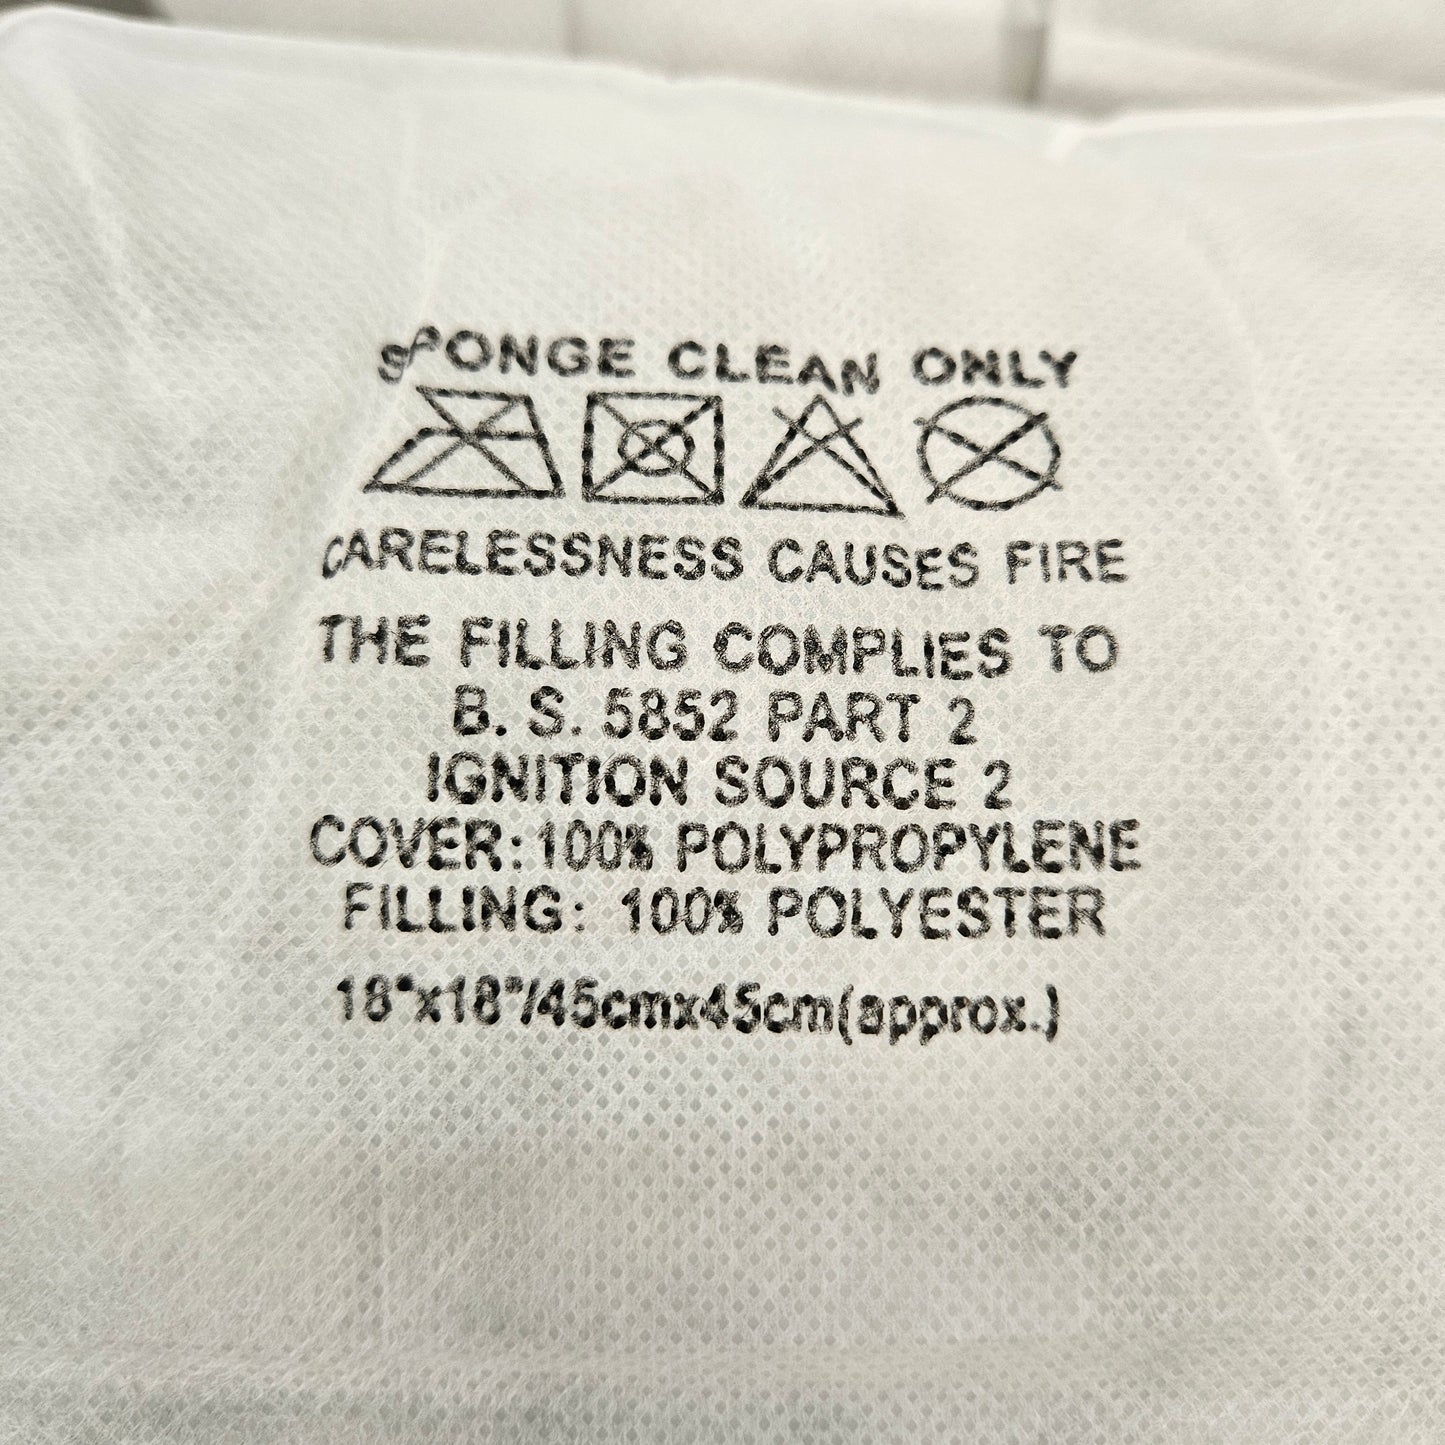 SPONGE CLEAN ONLY
CARELESSNESS CAUSES FIRE
THE FILLING COMPLIES TO
B. S. 5852 PART 2
IGNITION SOURCE 2
COVER: 100% POLYPROPYLENE
FILLING: 100% POLYESTER
18"x18"/45cmx45cm(approx.)